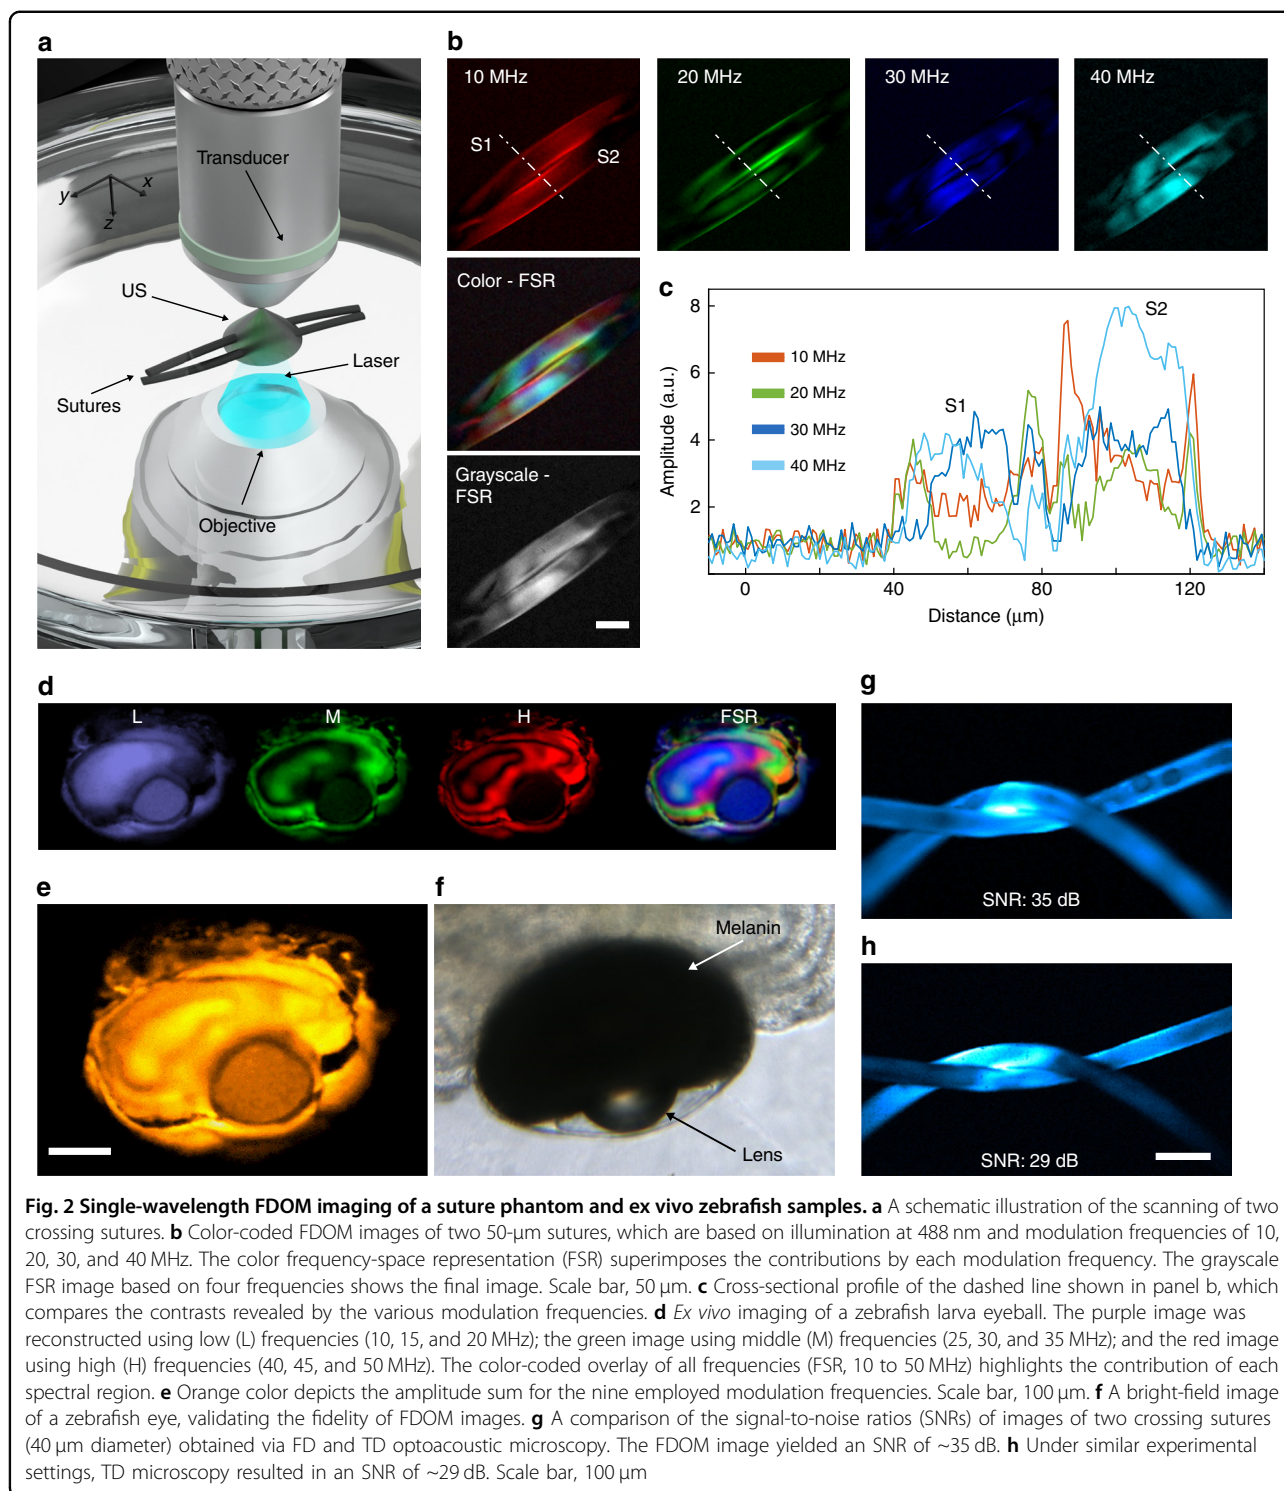 a
Transducer
y
x
z
US
Laser
Sutures
Objective
b
10 MHz
20 MHz
30 MHz
40 MHz
S1
S2
Color - FSR
Grayscale -
FSR
c
8
6
4
2
Amplitude (a.u.)
S1
S2
10 MHz
20 MHz
30 MHz
40 MHz
0
40
80
120
Distance (μm)
d
L
M
H
FSR
e
f
Melanin
Lens
g
SNR: 35 dB
h
SNR: 29 dB
Fig. 2 Single-wavelength FDOM imaging of a suture phantom and ex vivo zebrafish samples. a A schematic illustration of the scanning of two
crossing sutures. b Color-coded FDOM images of two 50-μm sutures, which are based on illumination at 488 nm and modulation frequencies of 10,
20, 30, and 40 MHz. The color frequency-space representation (FSR) superimposes the contributions by each modulation frequency. The grayscale
FSR image based on four frequencies shows the final image. Scale bar, 50 μm. c Cross-sectional profile of the dashed line shown in panel b, which
compares the contrasts revealed by the various modulation frequencies. d Ex vivo imaging of a zebrafish larva eyeball. The purple image was
reconstructed using low (L) frequencies (10, 15, and 20 MHz); the green image using middle (M) frequencies (25, 30, and 35 MHz); and the red image
using high (H) frequencies (40, 45, and 50 MHz). The color-coded overlay of all frequencies (FSR, 10 to 50 MHz) highlights the contribution of each
spectral region. e Orange color depicts the amplitude sum for the nine employed modulation frequencies. Scale bar, 100 μm. f A bright-field image
of a zebrafish eye, validating the fidelity of FDOM images. g A comparison of the signal-to-noise ratios (SNRs) of images of two crossing sutures
(40 μm diameter) obtained via FD and TD optoacoustic microscopy. The FDOM image yielded an SNR of ~35 dB. h Under similar experimental
settings, TD microscopy resulted in an SNR of ~29 dB. Scale bar, 100 μm